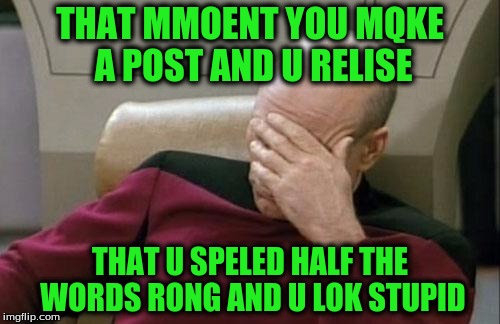 THAT MMOENT YOU MQKE
A POST AND U RELISE
THAT U SPELED HALF THE
WORDS RONG AND U LOK STUPID
imgflip.com